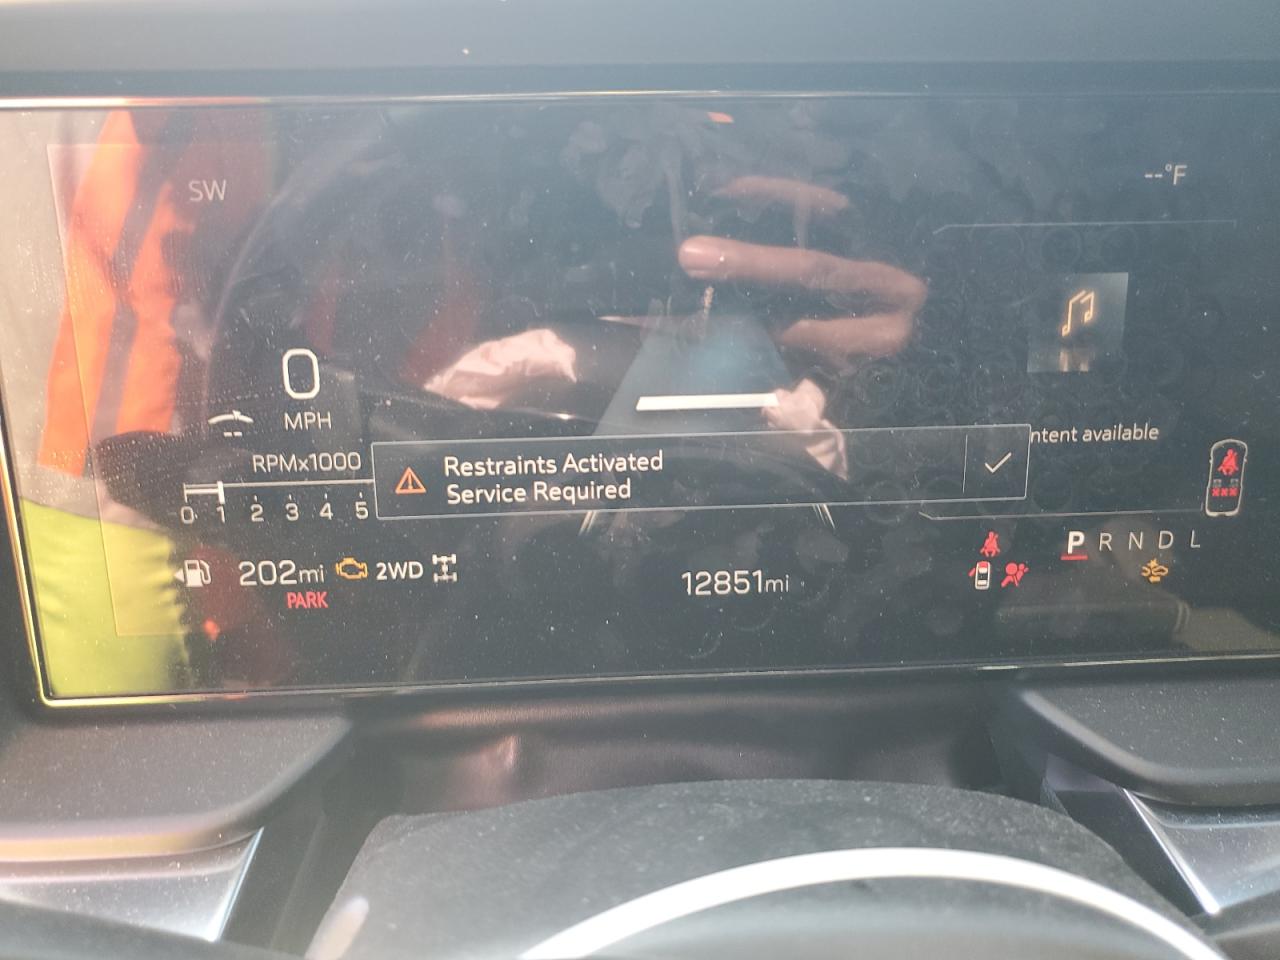 SW
--°F
0
MPH
ntent available
RPMx1000
0 1 2 3 4 5
Restraints Activated
Service Required
P R N D L
202mi 2WD
PARK
12851mi